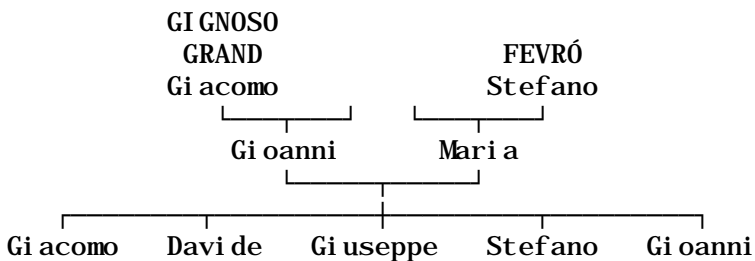 GIGNOSO
GRAND FEVRÓ
Giacomo Stefano
Gioanni Maria
Giacomo Davide Giuseppe Stefano Gioanni